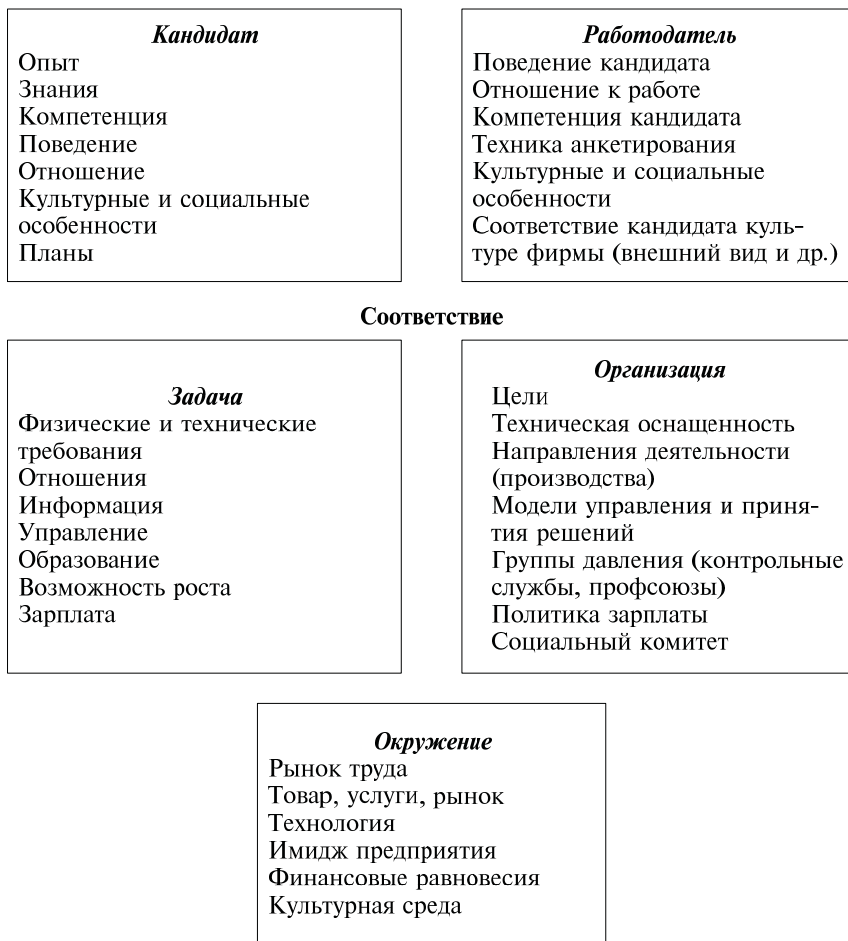 Кандидат
Опыт
Знания
Компетенция
Поведение
Отношение
Культурные и социальные
особенности
Планы
Работодатель
Поведение кандидата
Отношение к работе
Компетенция кандидата
Техника анкетирования
Культурные и социальные
особенности
Соответствие кандидата куль-
туре фирмы (внешний вид и др.)
Соответствие
Задача
Физические и технические
требования
Отношения
Информация
Управление
Образование
Возможность роста
Зарплата
Организация
Цели
Техническая оснащенность
Направления деятельности
(производства)
Модели управления и приня-
тия решений
Группы давления (контрольные
службы, профсоюзы)
Политика зарплаты
Социальный комитет
Окружение
Рынок труда
Товар, услуги, рынок
Технология
Имидж предприятия
Финансовые равновесия
Культурная среда